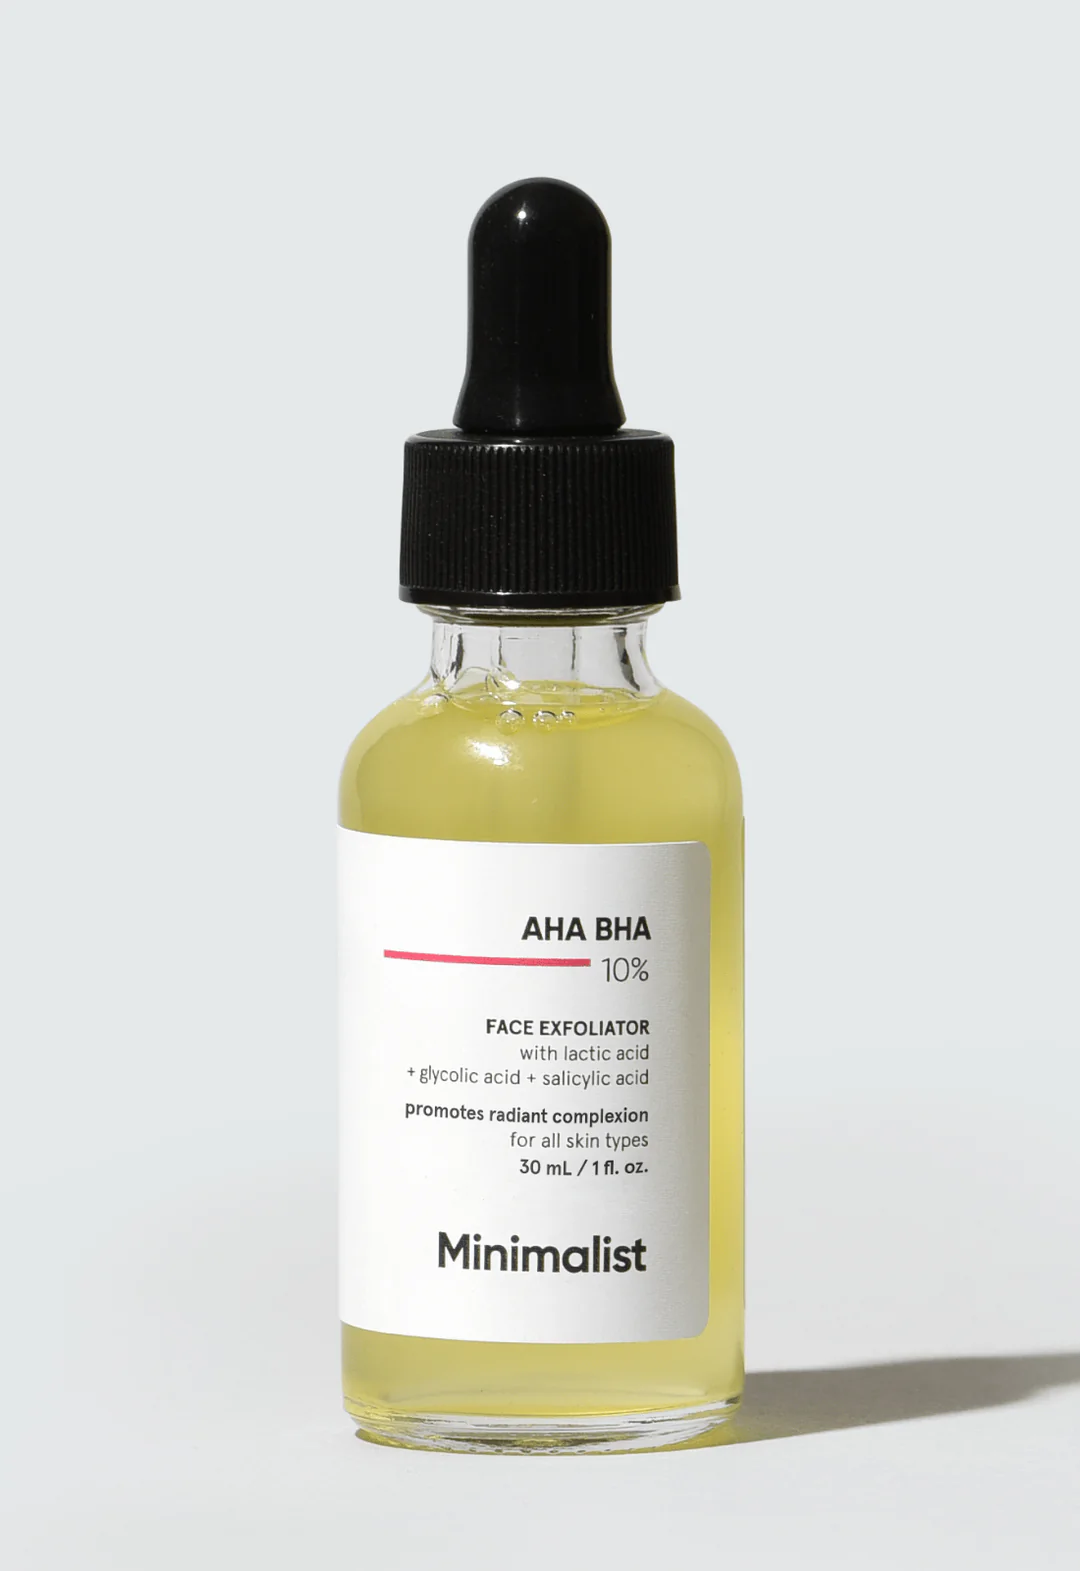 AHA BHA
10%
FACE EXFOLIATOR
with lactic acid
+ glycolic acid + salicylic acid
promotes radiant complexion
for all skin types
30 mL / 1 fl. oz.
Minimalist